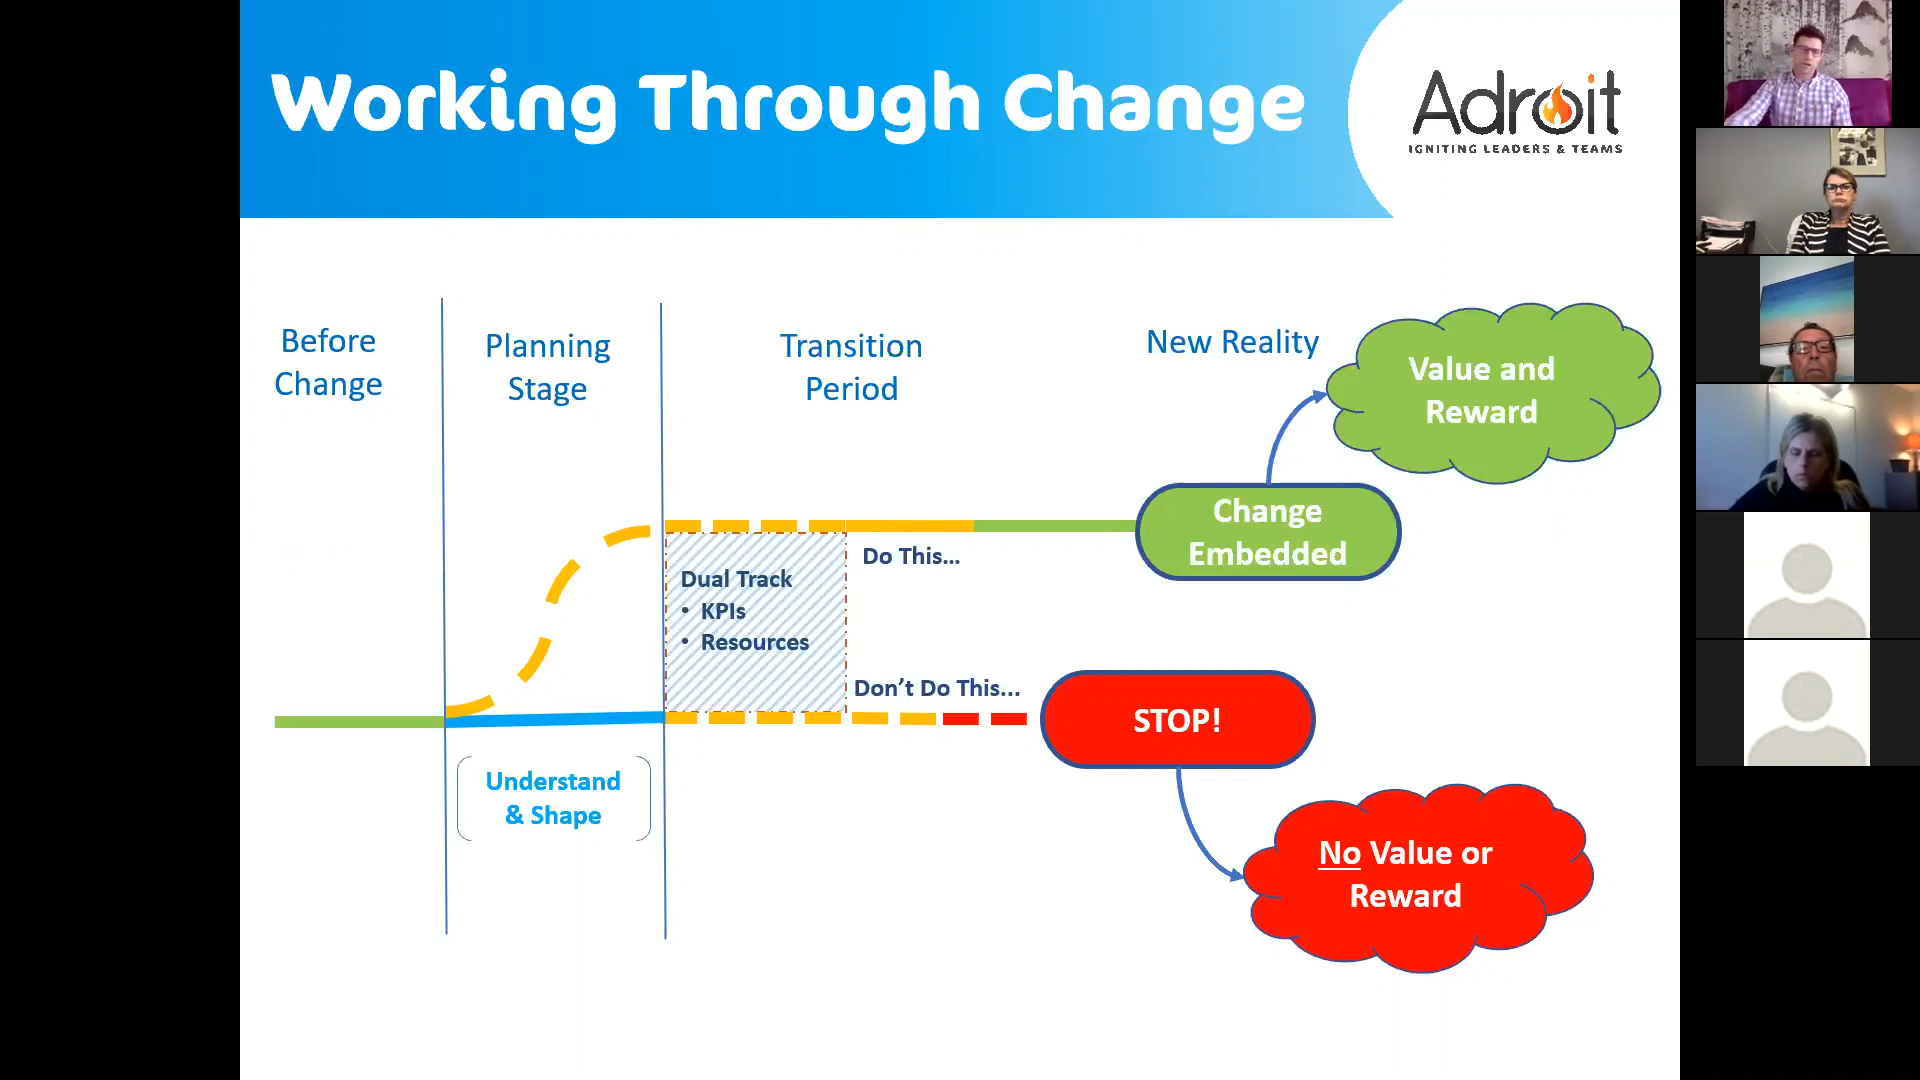 Working Through Change
Adroit
IGNITING LEADERS & TEAMS
Before
Change
Planning
Stage
Transition
Period
New Reality
Value and
Reward
Change
Embedded
Do This...
Dual Track
• KPIs
• Resources
Don't Do This...
STOP!
Understand
& Shape
No Value or
Reward